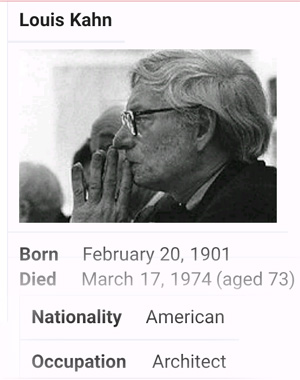 Louis Kahn
Born February 20, 1901
Died March 17, 1974 (aged 73)
Nationality American
Occupation Architect